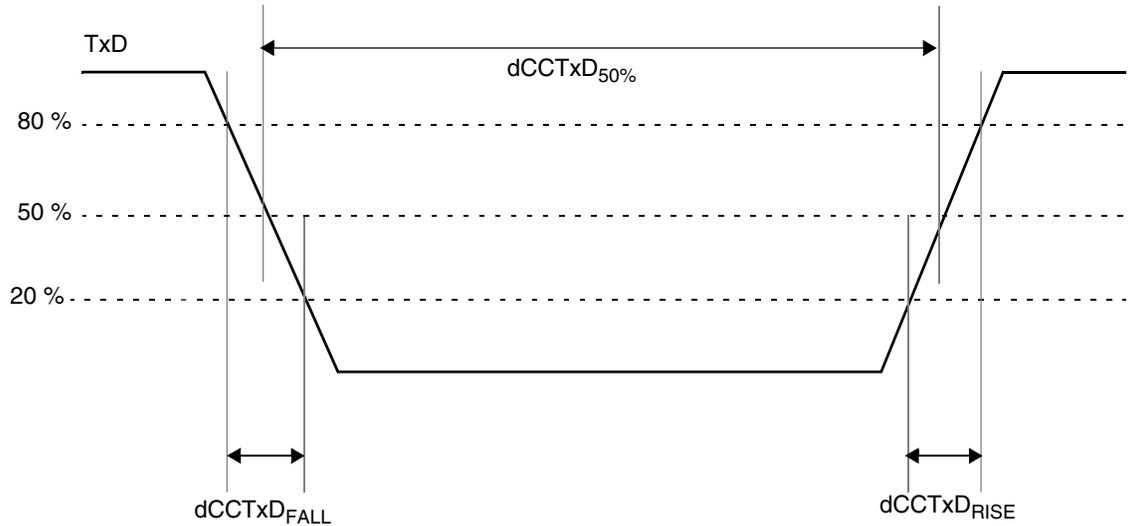 TxD
dCCTxD50%
80 %
50 %
20 %
dCCTxDFALL
dCCTxDRISE